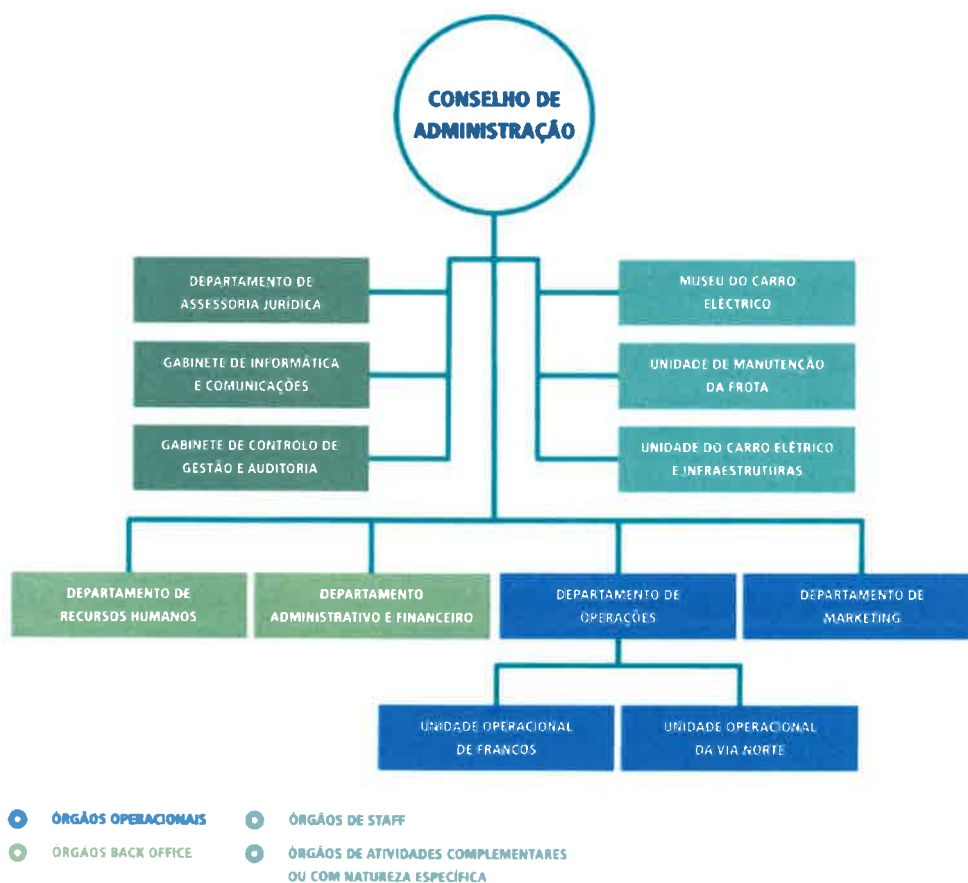 CONSELHO DE
ADMINISTRAÇÃO
DEPARTAMENTO DE
ASSESSORIA JURÍDICA
GABINETE DE INFORMÁTICA
E COMUNICAÇÕES
GABINETE DE CONTROLO DE
GESTÃO E AUDITORIA
MUSEU DO CARRO
ELÉCTRICO
UNIDADE DE MANUTENÇÃO
DA FROTA
UNIDADE DO CARRO ELÉTRICO
E INFRAESTRUTURAS
DEPARTAMENTO DE
RECURSOS HUMANOS
DEPARTAMENTO
ADMINISTRATIVO E FINANCEIRO
DEPARTAMENTO DE
OPERAÇÕES
DEPARTAMENTO DE
MARKETING
UNIDADE OPERACIONAL
DE FRANCOS
UNIDADE OPERACIONAL
DA VIA NORTE
ÓRGÃOS OPERACIONAIS
ÓRGÃOS BACK OFFICE
ÓRGÃOS DE STAFF
ÓRGÃOS DE ATIVIDADES COMPLEMENTARES
OU COM NATUREZA ESPECÍFICA